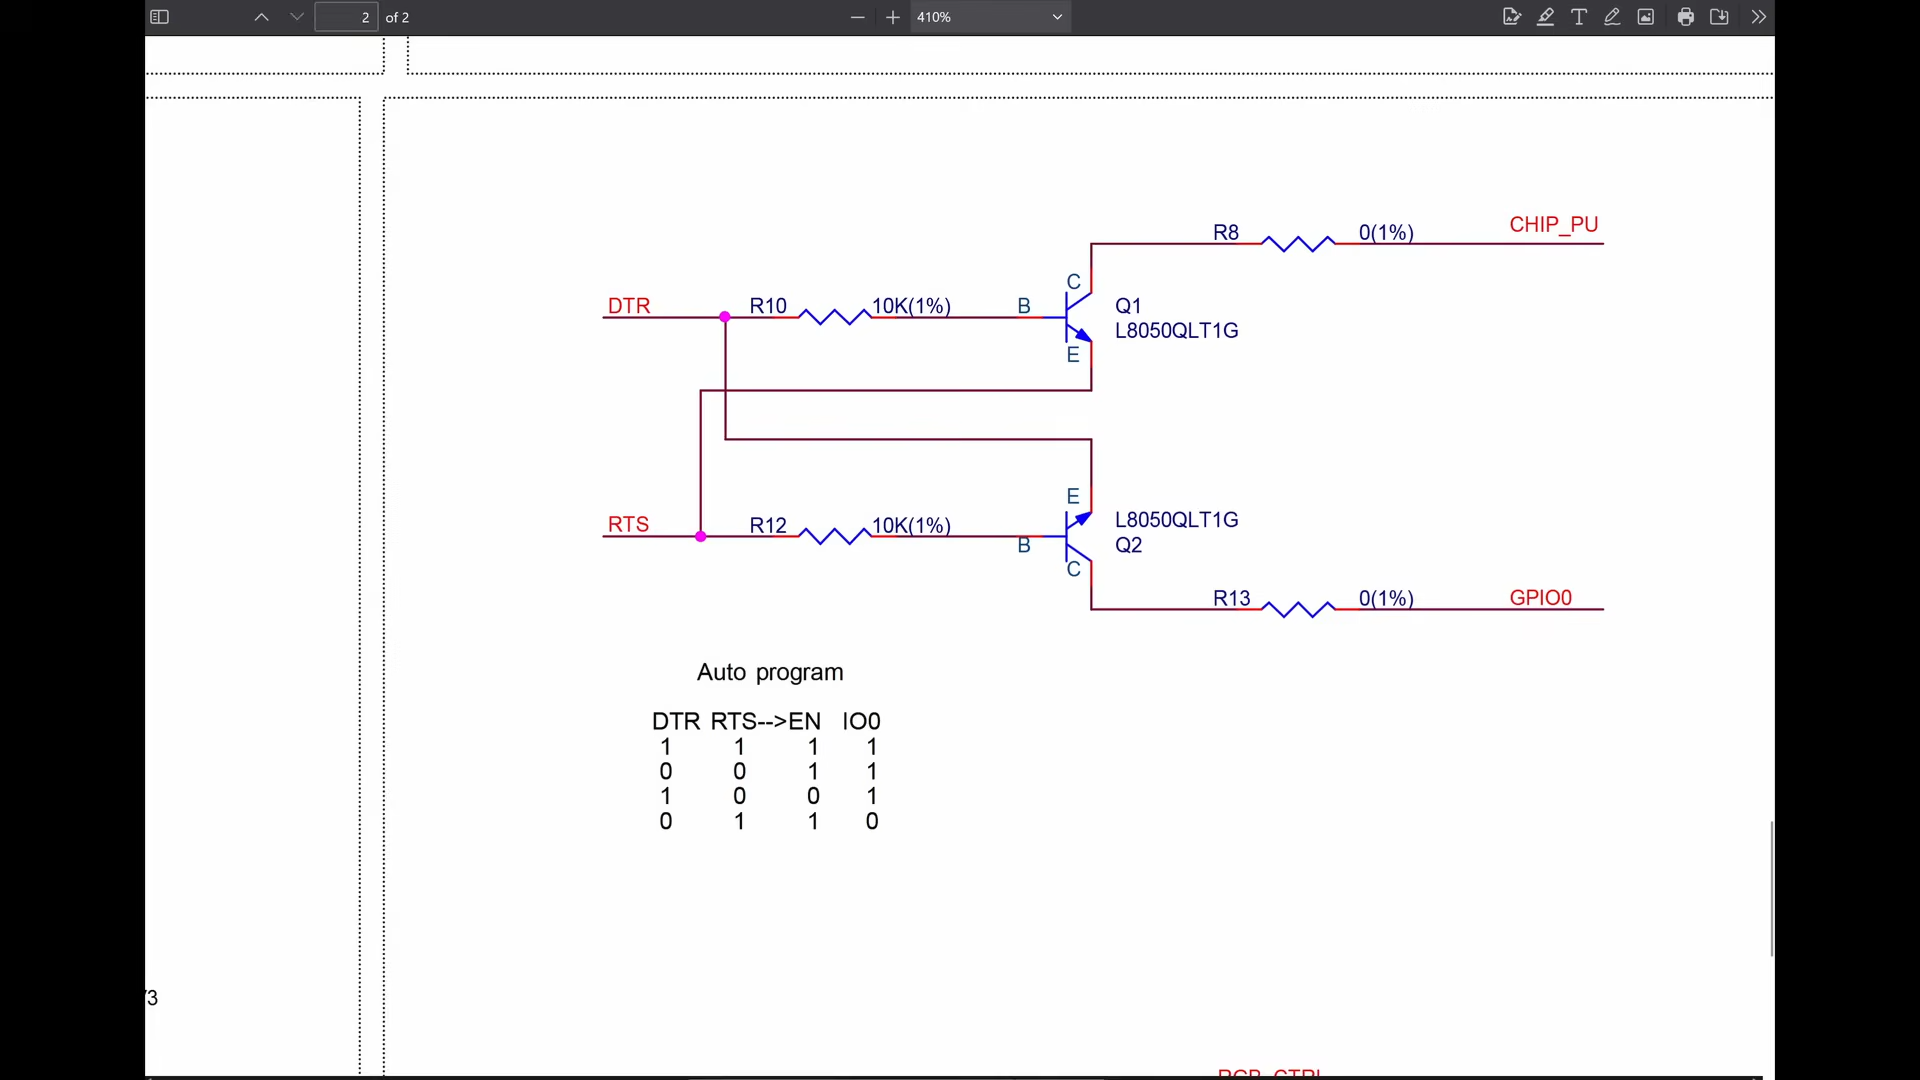 2 of 2 410%
CHIP_PU
R8 0(1%)
C
DTR R10 10K(1%) B Q1
L8050QLT1G
E
E
RTS R12 10K(1%) L8050QLT1G
B Q2
C
R13 0(1%) GPIO0
Auto program
DTR RTS-->EN IO0
1 1 1 1
0 0 1 1
1 0 0 1
0 1 1 0
/3
RGB_CTRL